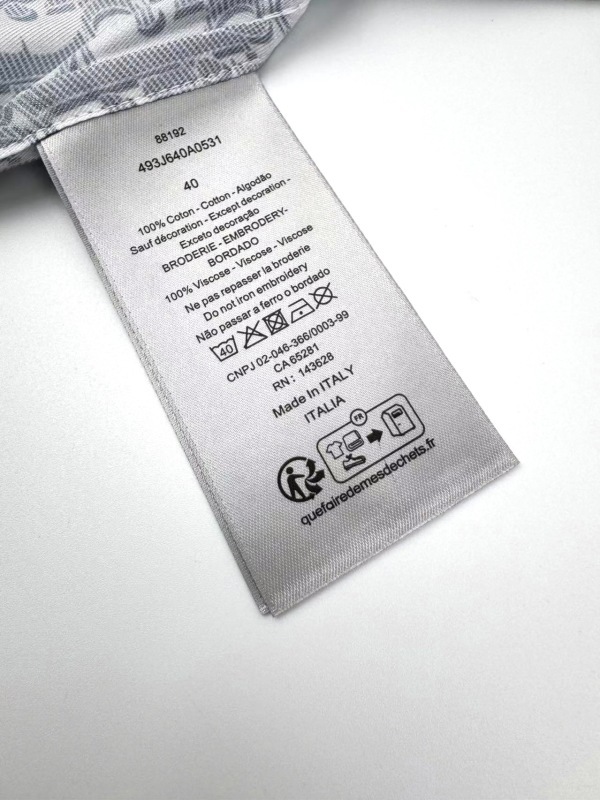 88192
493J640A0531
40
100% Coton - Cotton - Algodão
Sauf décoration - Except decoration -
Exceto decoração
BRODERIE - EMBRODERY-
BORDADO
100% Viscose - Viscose - Viscose
Ne pas repasser la broderie
Do not iron embroidery
Não passar a ferro o bordado
40
CNPJ 02-046-366/0003-99
CA 65281
RN : 143628
Made In ITALY
ITALIA
FR
quefairedemesdechets.fr